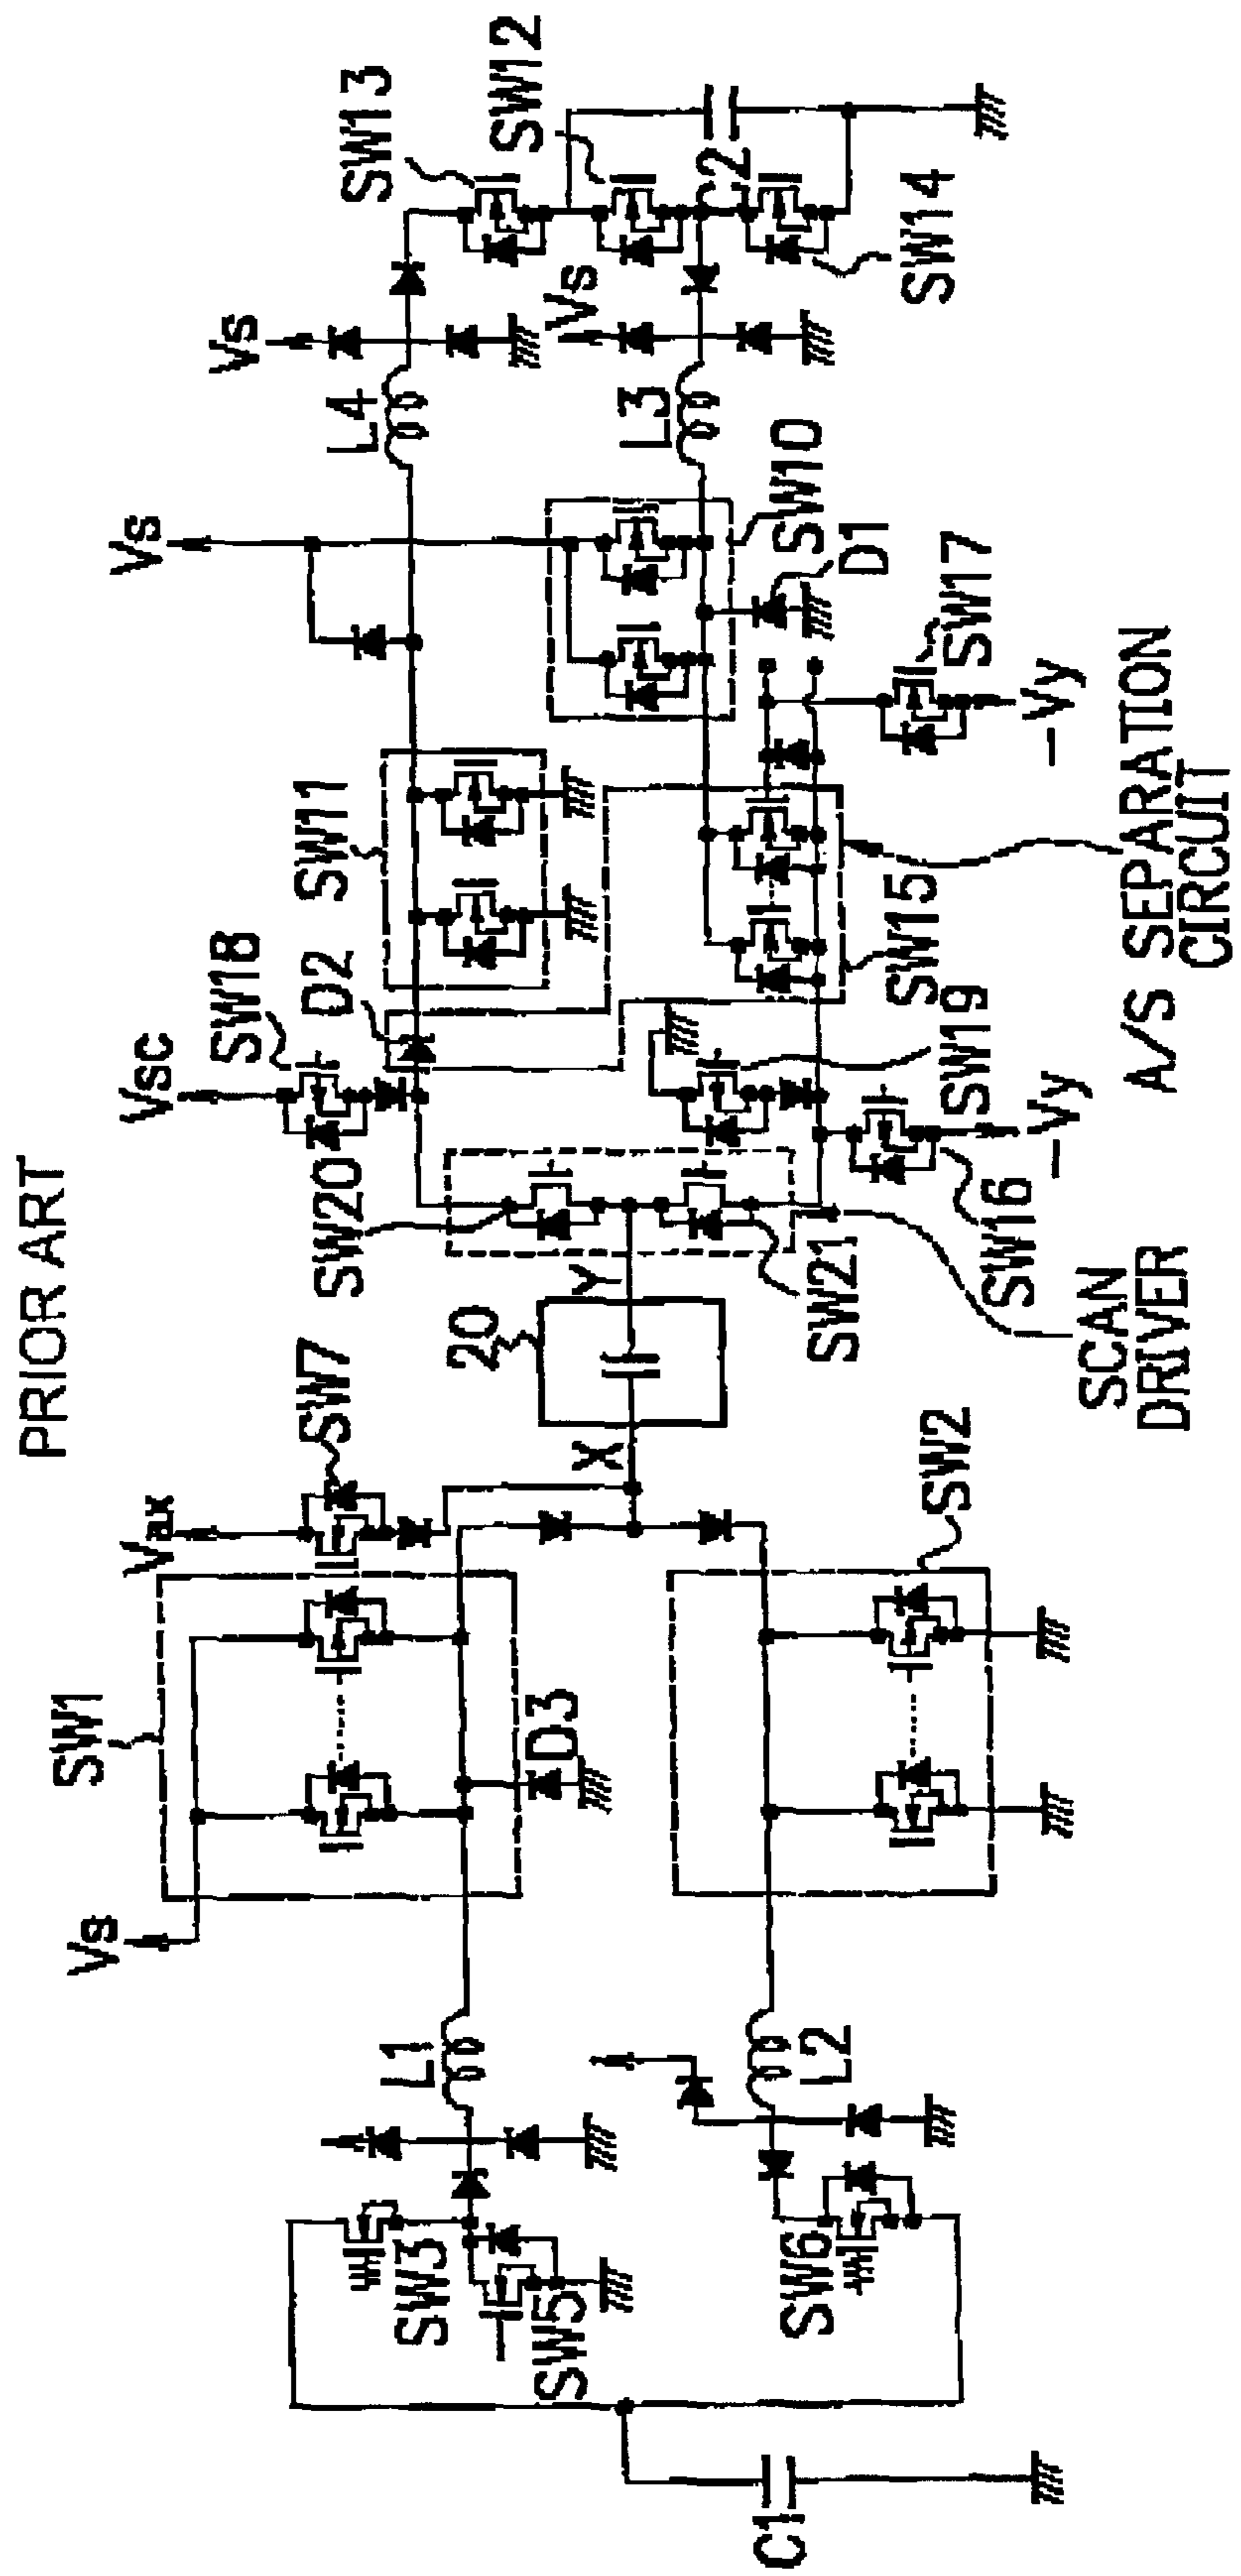 PRIOR ART
Vs
SW1
Vax
SW7
20
X
Y
SW20
Vsc
SW18
D2
SW11
Vs
Vs
L4
SW13
SW12
Vs
L3
C2
SW14
SW10
D1
SW17
-Vy
A/S SEPARATION
CIRCUIT
SW15
SW19
-Vy
SW16
SW21
SCAN
DRIVER
SW2
D3
L1
L2
SW3
SW5
SW6
C1